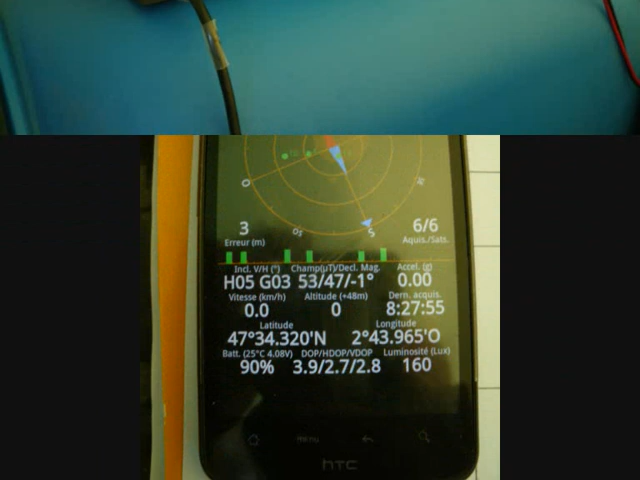 3
6/6
Erreur (m)
Aquis./Sats.
Incl. V/H (°) Champ(µT)/Decl. Mag. Accel. (g)
H05 G03 53/47/-1° 0.00
Vitesse (km/h) Altitude (+48m) Dern. acquis.
0.0 0 8:27:55
Latitude Longitude
47°34.320'N 2°43.965'O
Batt. (25°C 4.08V) DOP/HDOP/VDOP Luminosité (Lux)
90% 3.9/2.7/2.8 160
MENU
hTC